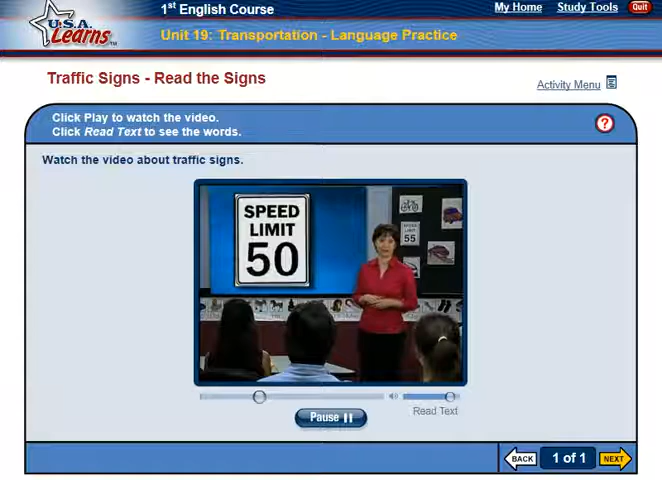 1st English Course
My Home
Study Tools
Quit
U.S.A.
Learns™
Unit 19: Transportation - Language Practice
Traffic Signs - Read the Signs
Activity Menu
Click Play to watch the video.
Click Read Text to see the words.
?
Watch the video about traffic signs.
SPEED
LIMIT
50
SPEED
LIMIT
55
Pause
Read Text
BACK
1 of 1
NEXT